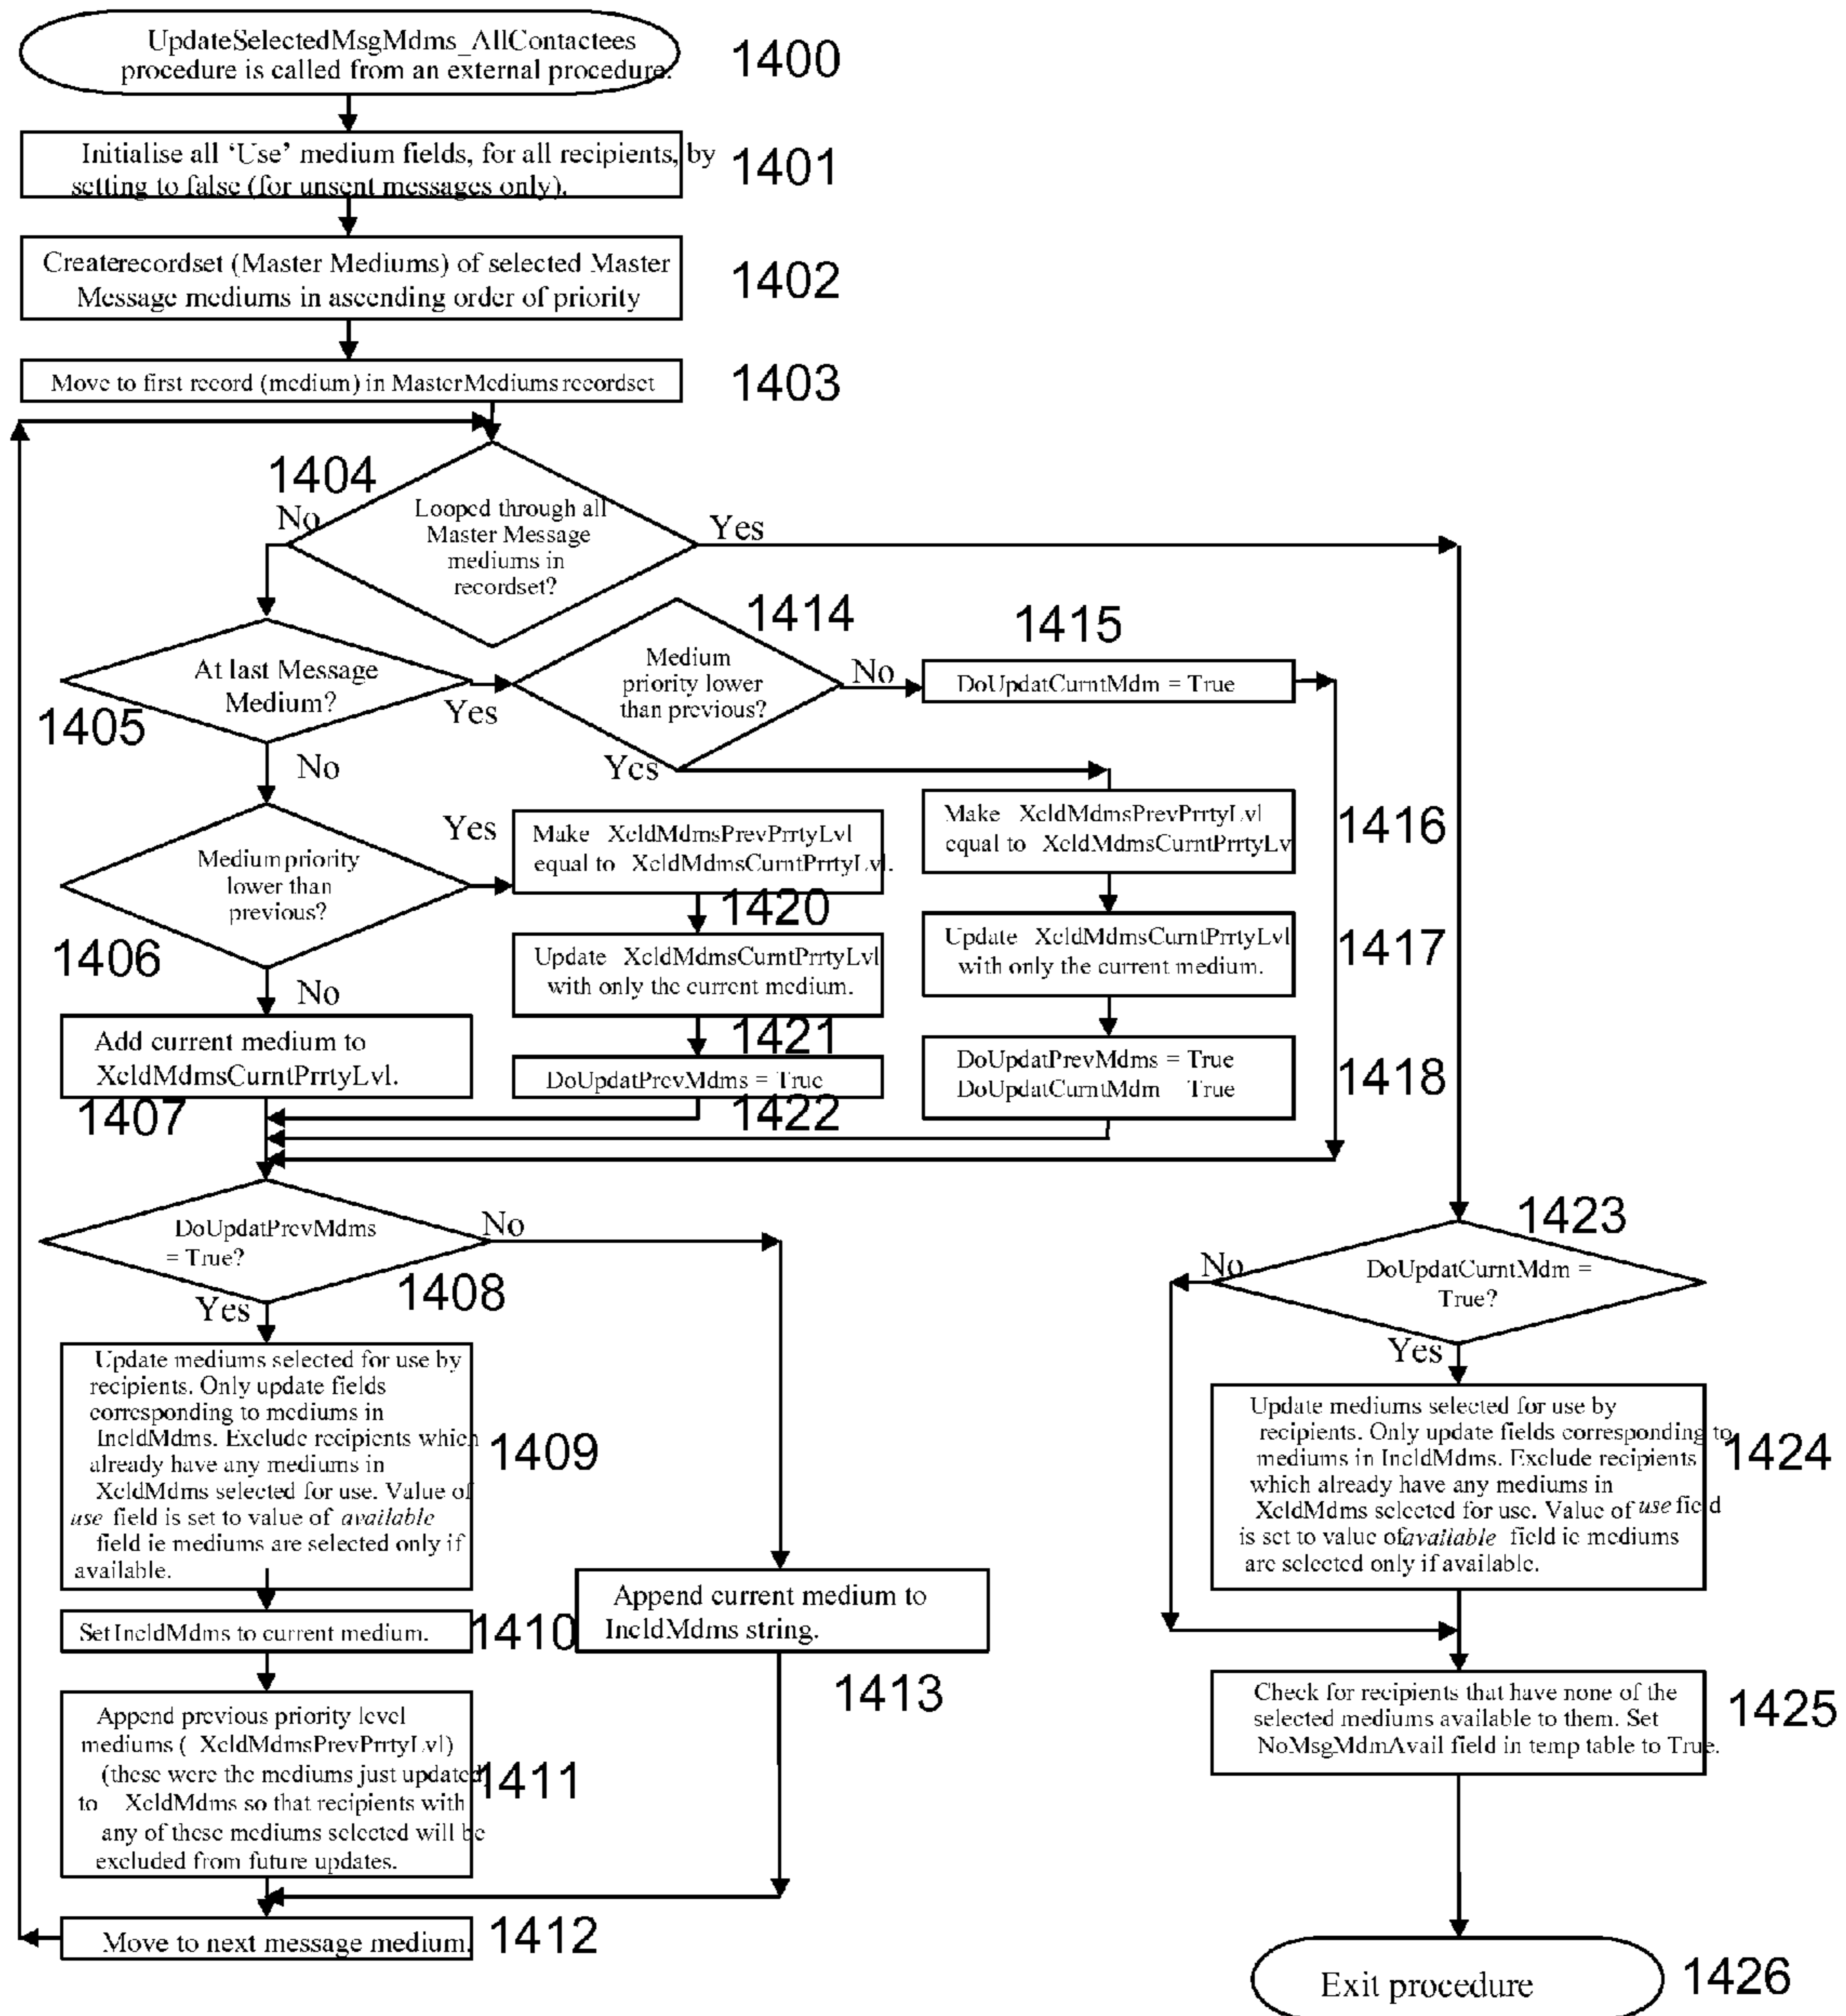 UpdateSelectedMsgMdms_AllContactees
procedure is called from an external procedure.
1400
Initialise all ‘Use’ medium fields, for all recipients, by
setting to false (for unsent messages only).
1401
Createrecordset (Master Mediums) of selected Master
Message mediums in ascending order of priority
1402
Move to first record (medium) in MasterMediums recordset
1403
1404
No
Looped through all
Master Message
mediums in
recordset?
Yes
At last Message
Medium?
1405
Yes
No
1414
Medium
priority lower
than previous?
No
Yes
1415
DoUpdatCurntMdm = True
Medium priority
lower than
previous?
1406
Yes
No
Make XcldMdmsPrevPrrtyLvl
equal to XcldMdmsCurntPrrtyLvl.
1420
Update XcldMdmsCurntPrrtyLvl
with only the current medium.
1421
DoUpdatPrevMdms = True
1422
Make XcldMdmsPrevPrrtyLvl
equal to XcldMdmsCurntPrrtyLv
1416
Update XcldMdmsCurntPrrtyLvl
with only the current medium.
1417
DoUpdatPrevMdms = True
DoUpdatCurntMdm True
1418
Add current medium to
XcldMdmsCurntPrrtyLvl.
1407
DoUpdatPrevMdms
= True?
1408
No
Yes
Update mediums selected for use by
recipients. Only update fields
corresponding to mediums in
IncldMdms. Exclude recipients which
already have any mediums in
XcldMdms selected for use. Value of
use field is set to value of available
field ie mediums are selected only if
available.
1409
Set IncldMdms to current medium.
1410
Append previous priority level
mediums ( XcldMdmsPrevPrrtyLvl)
(these were the mediums just updated)
to XcldMdms so that recipients with
any of these mediums selected will be
excluded from future updates.
1411
Move to next message medium.
1412
Append current medium to
IncldMdms string.
1413
1423
DoUpdatCurntMdm =
True?
No
Yes
Update mediums selected for use by
recipients. Only update fields corresponding to
mediums in IncldMdms. Exclude recipients
which already have any mediums in
XcldMdms selected for use. Value of use field
is set to value of available field ie mediums
are selected only if available.
1424
Check for recipients that have none of the
selected mediums available to them. Set
NoMsgMdmAvail field in temp table to True.
1425
Exit procedure
1426